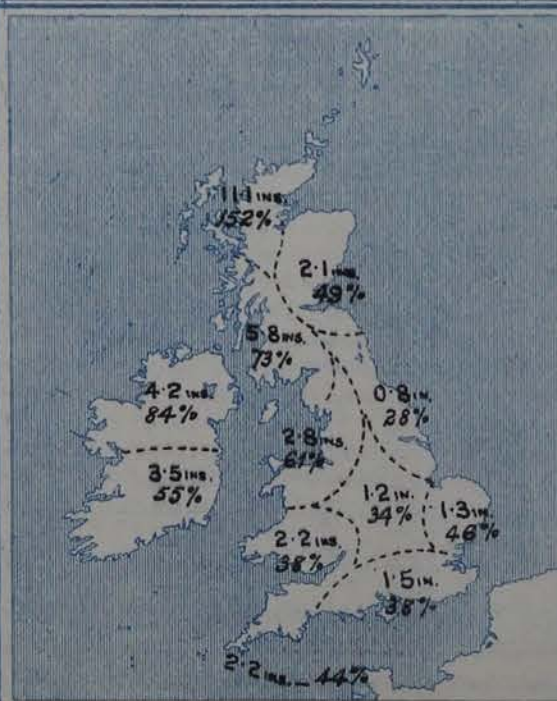 11·1 INS.
152%
2·1 INS.
49%
5·8 INS.
73%
4·2 INS.
84%
0·8 IN.
28%
2·8 INS.
61%
3·5 INS.
55%
1·2 IN.
34%
1·3 IN.
46%
2·2 INS.
38%
1·5 IN.
38%
2·2 INS. — 44%